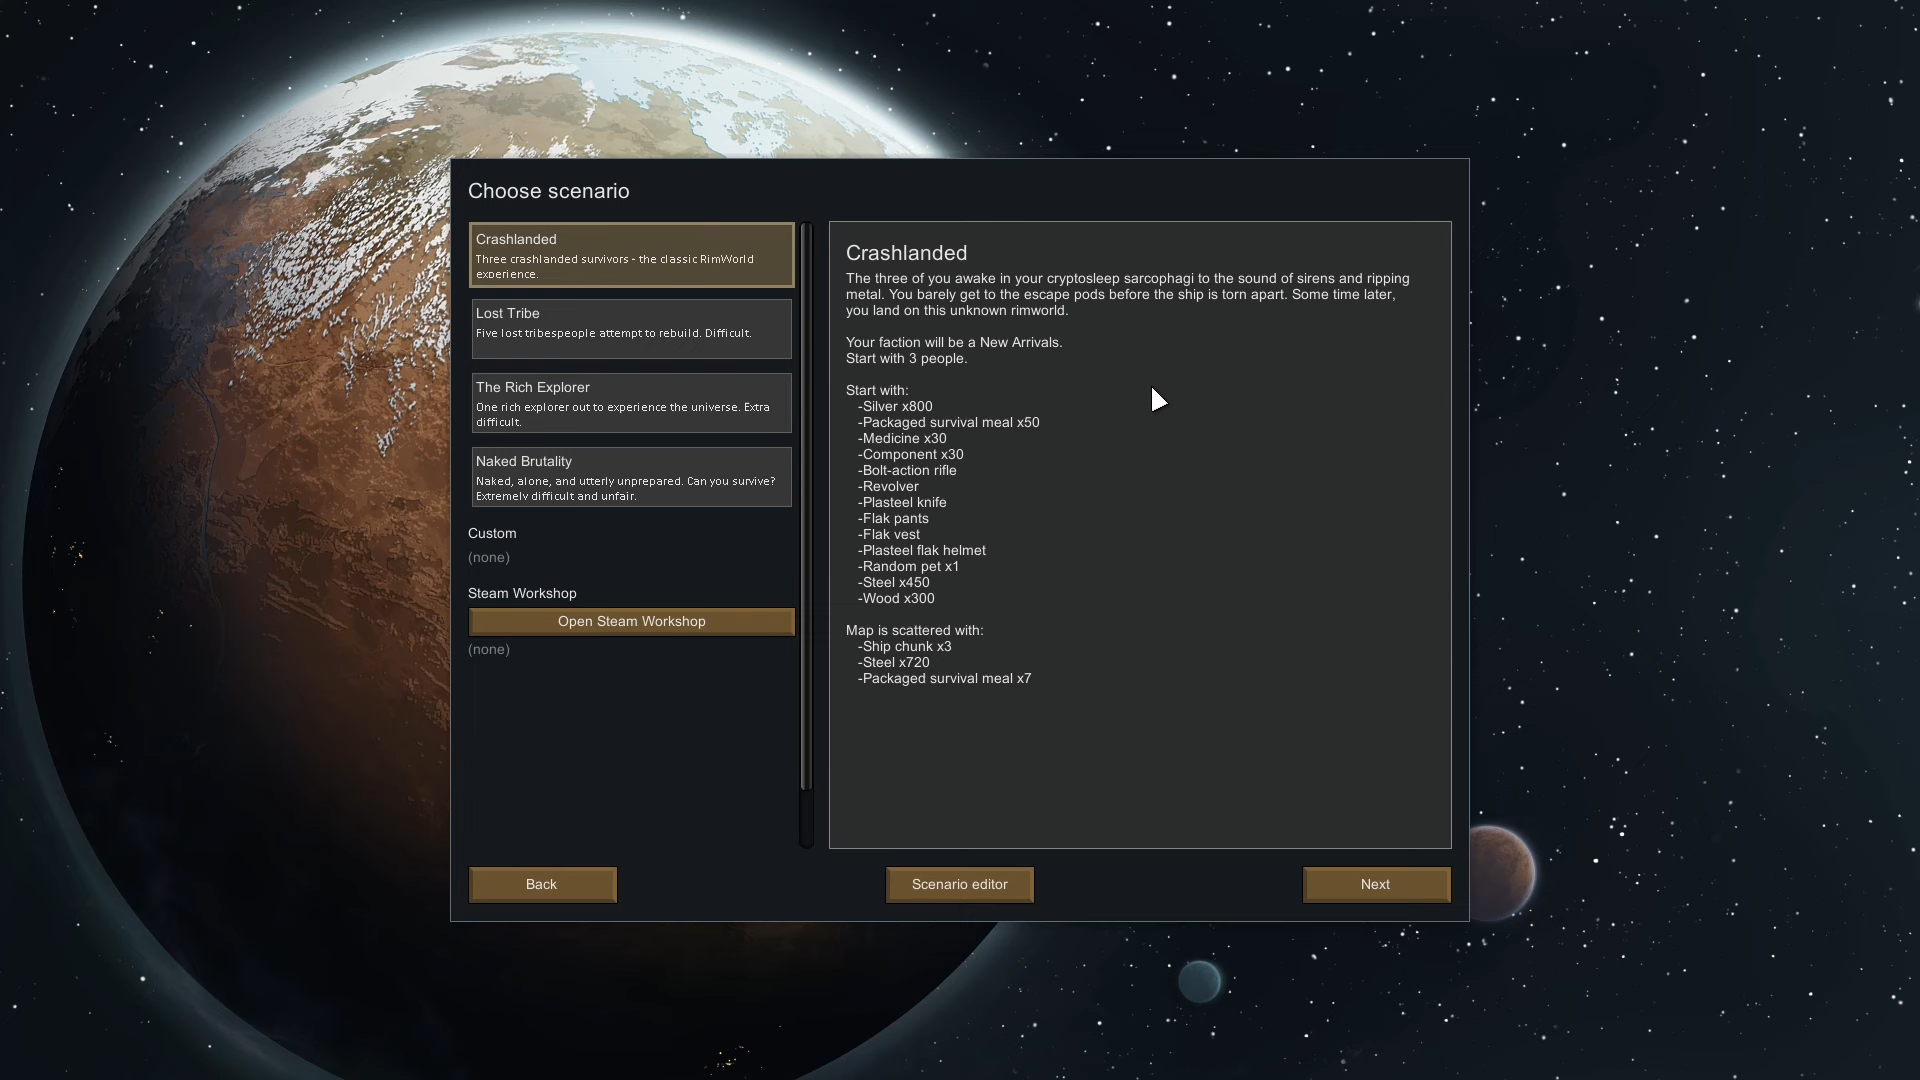 Choose scenario
Crashlanded
Three crashlanded survivors - the classic RimWorld
experience.
Lost Tribe
Five lost tribespeople attempt to rebuild. Difficult.
The Rich Explorer
One rich explorer out to experience the universe. Extra
difficult.
Naked Brutality
Naked, alone, and utterly unprepared. Can you survive?
Extremely difficult and unfair.
Custom
(none)
Steam Workshop
Open Steam Workshop
(none)
Crashlanded
The three of you awake in your cryptosleep sarcophagi to the sound of sirens and ripping
metal. You barely get to the escape pods before the ship is torn apart. Some time later,
you land on this unknown rimworld.
Your faction will be a New Arrivals.
Start with 3 people.
Start with:
-Silver x800
-Packaged survival meal x50
-Medicine x30
-Component x30
-Bolt-action rifle
-Revolver
-Plasteel knife
-Flak pants
-Flak vest
-Plasteel flak helmet
-Random pet x1
-Steel x450
-Wood x300
Map is scattered with:
-Ship chunk x3
-Steel x720
-Packaged survival meal x7
Back
Scenario editor
Next